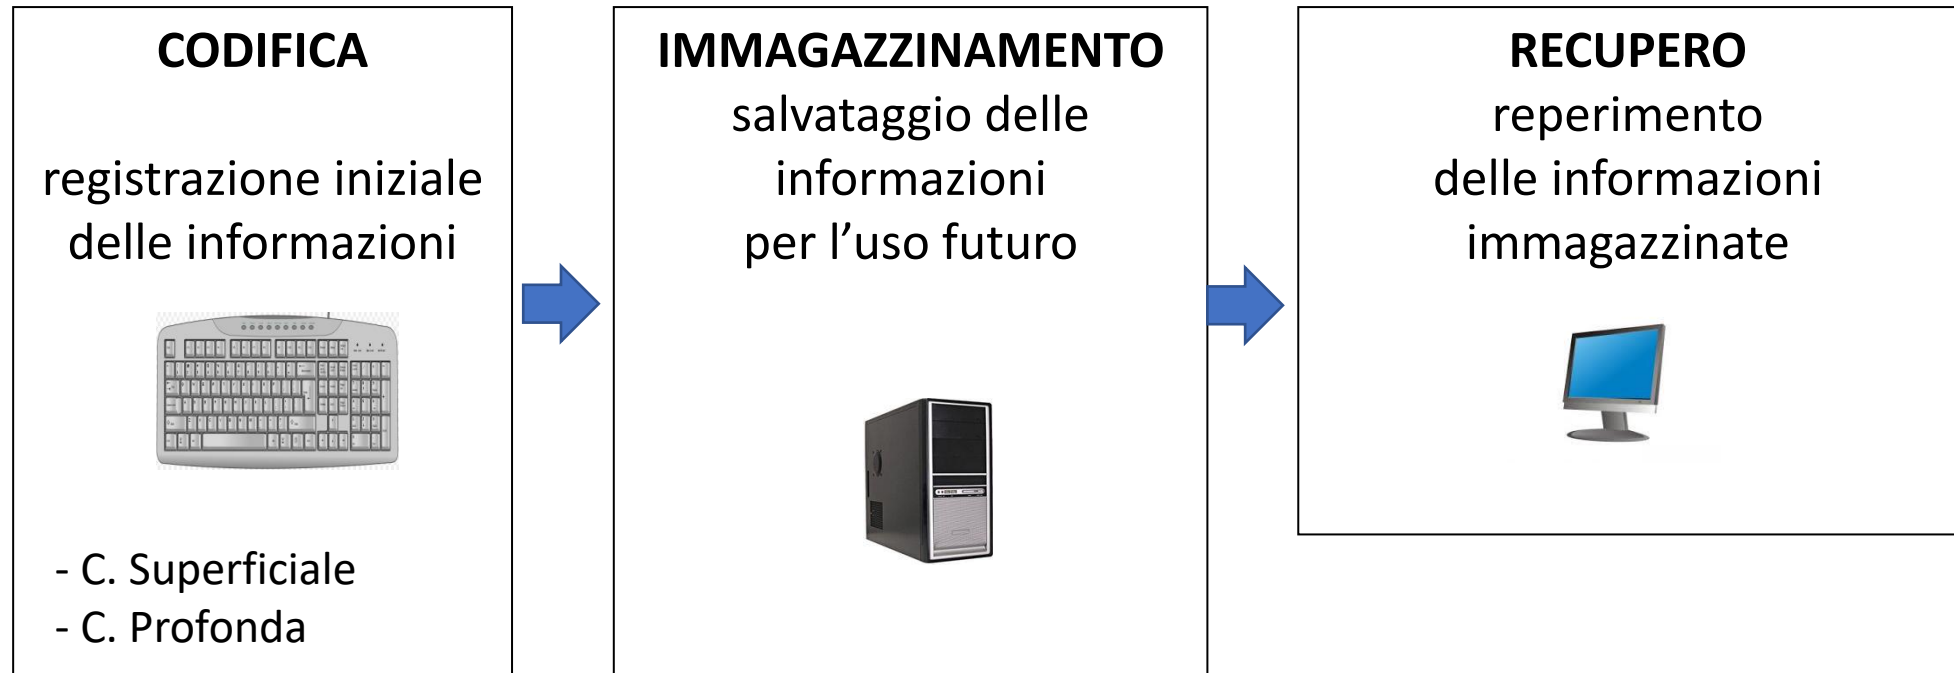 CODIFICA
registrazione iniziale
delle informazioni
- C. Superficiale
- C. Profonda
IMMAGAZZINAMENTO
salvataggio delle
informazioni
per l’uso futuro
RECUPERO
reperimento
delle informazioni
immagazzinate